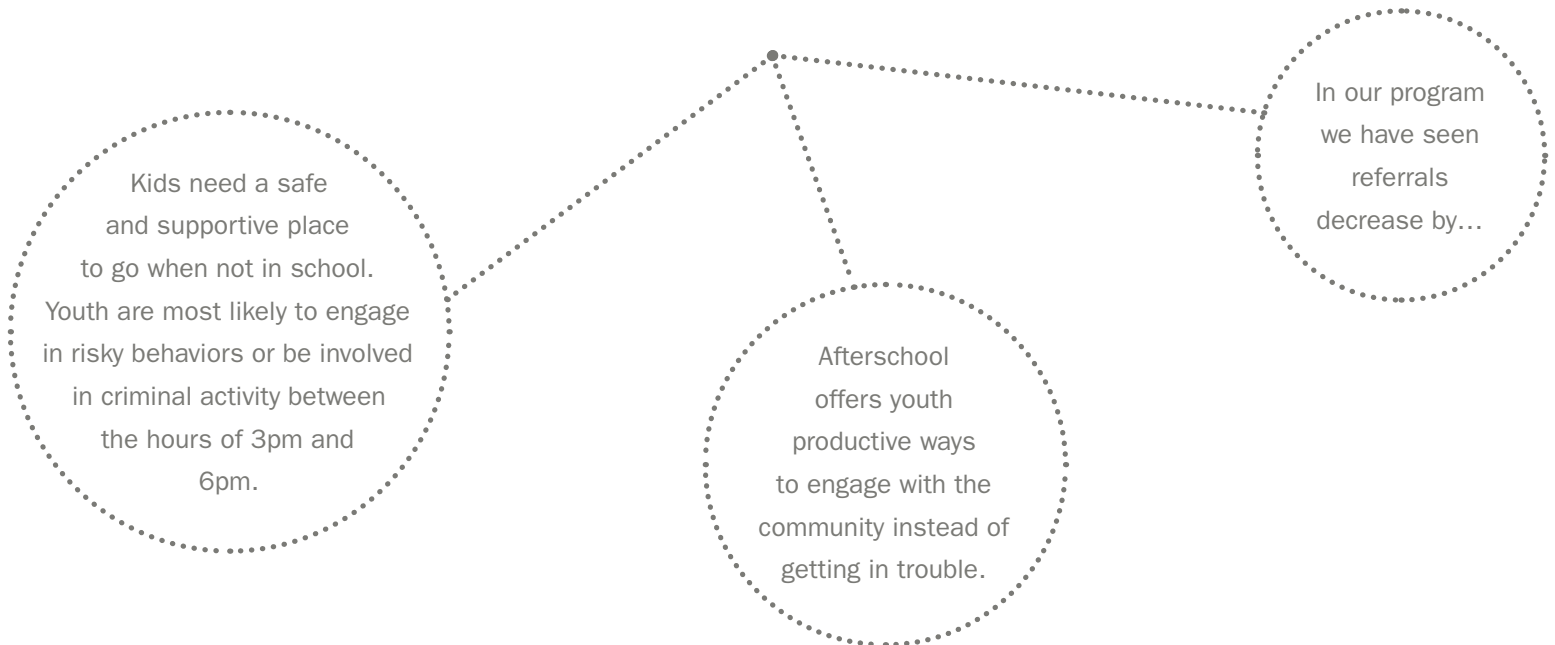 Kids need a safe
and supportive place
to go when not in school.
Youth are most likely to engage
in risky behaviors or be involved
in criminal activity between
the hours of 3pm and
6pm.
Afterschool
offers youth
productive ways
to engage with the
community instead of
getting in trouble.
In our program
we have seen
referrals
decrease by…